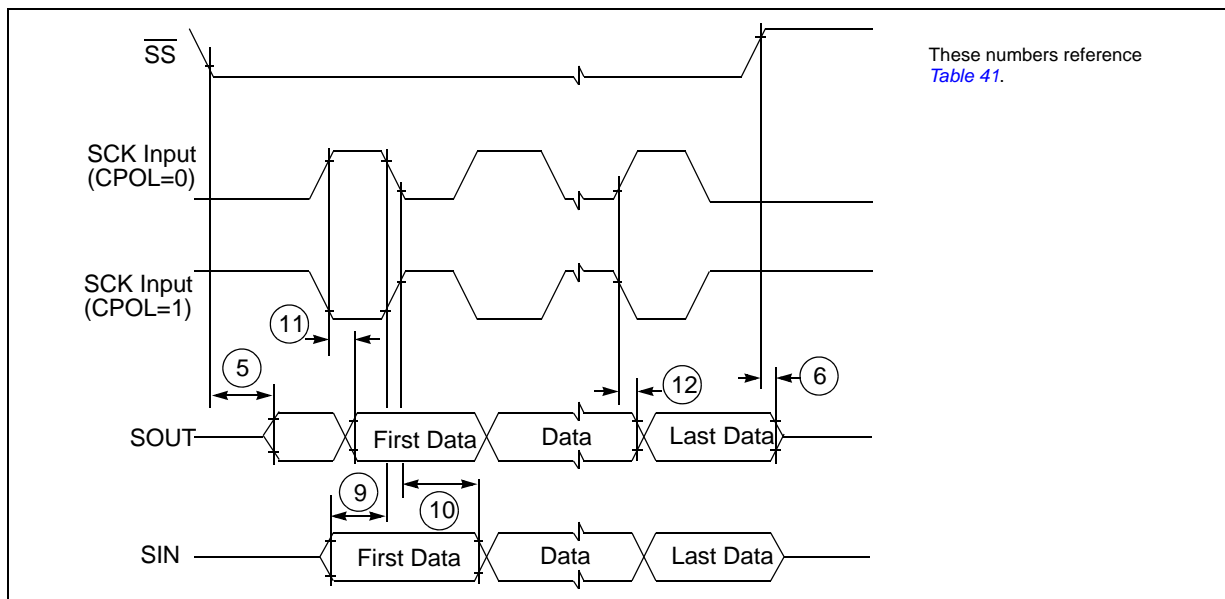 SS
These numbers reference
Table 41.
SCK Input
(CPOL=0)
SCK Input
(CPOL=1)
11
5
12
6
SOUT
First Data
Data
Last Data
9
10
SIN
First Data
Data
Last Data